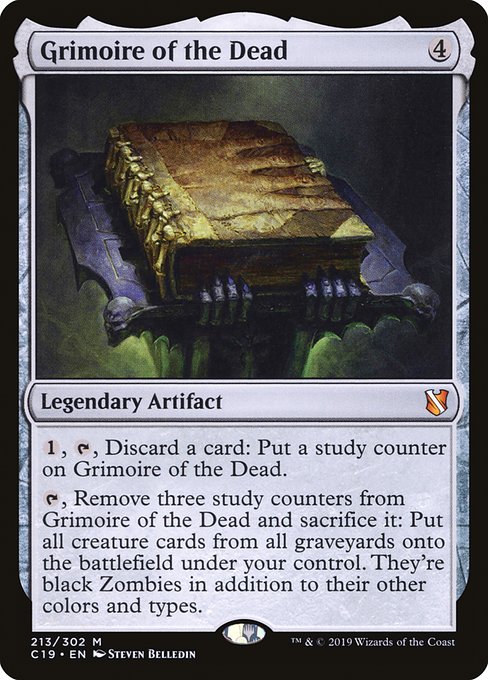 Grimoire of the Dead 4
Legendary Artifact
1, , Discard a card: Put a study counter
on Grimoire of the Dead.
, Remove three study counters from
Grimoire of the Dead and sacrifice it: Put
all creature cards from all graveyards onto
the battlefield under your control. They're
black Zombies in addition to their other
colors and types.
213/302 M
C19 • EN Steven Belledin
™ & © 2019 Wizards of the Coast